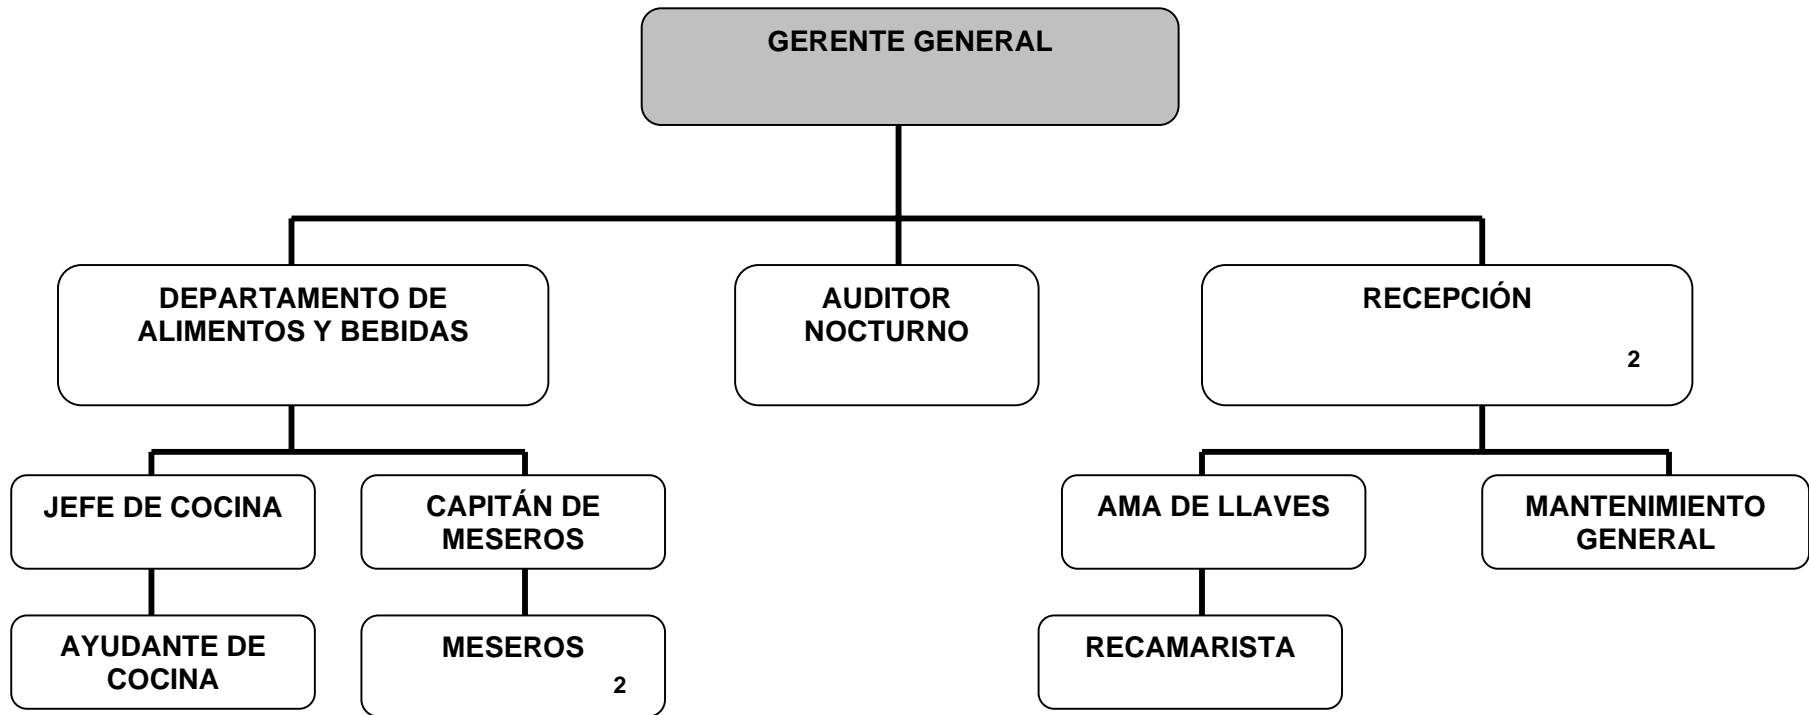 GERENTE GENERAL
DEPARTAMENTO DE
ALIMENTOS Y BEBIDAS
AUDITOR
NOCTURNO
RECEPCIÓN
2
JEFE DE COCINA
CAPITÁN DE
MESEROS
AMA DE LLAVES
MANTENIMIENTO
GENERAL
AYUDANTE DE
COCINA
MESEROS
2
RECAMARISTA